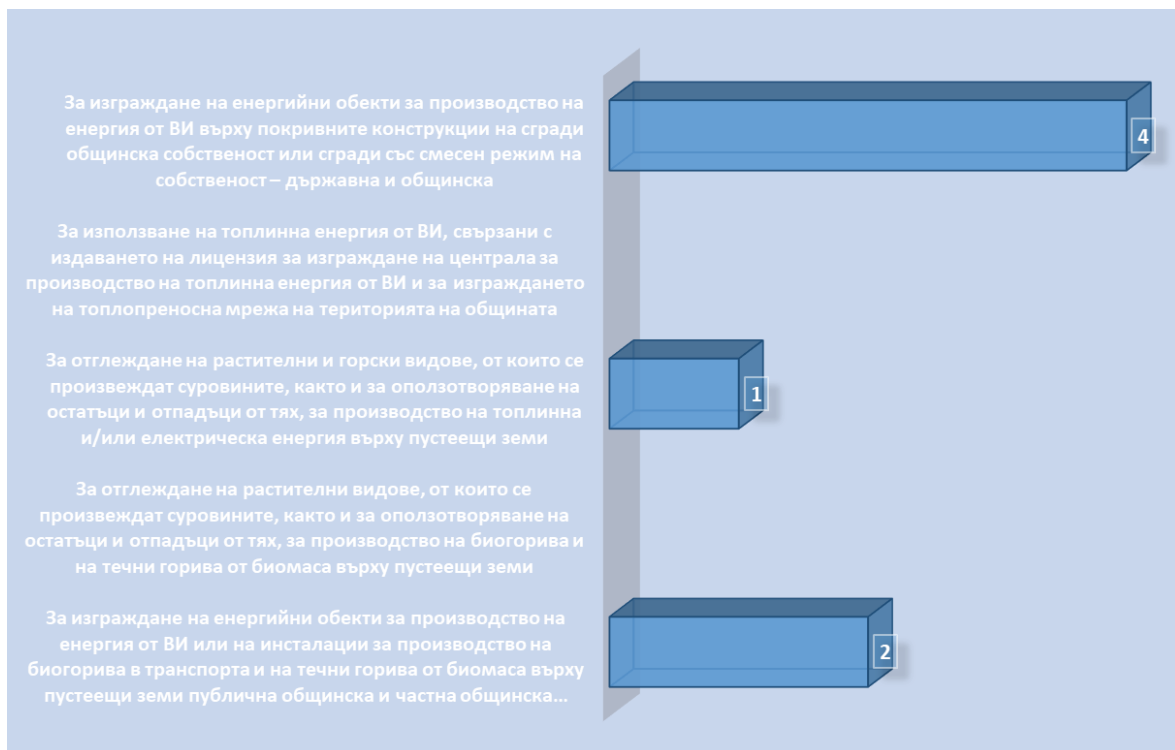 За изграждане на енергийни обекти за производство на
енергия от ВИ върху покривните конструкции на сгради
общинска собственост или сгради със смесен режим на
собственост – държавна и общинска
4
За използване на топлинна енергия от ВИ, свързани с
издаването на лицензия за изграждане на централа за
производство на топлинна енергия от ВИ и за изграждането
на топлопреносна мрежа на територията на общината
За отглеждане на растителни и горски видове, от които се
произвеждат суровините, както и за оползотворяване на
остатъци и отпадъци от тях, за производство на топлинна
и/или електрическа енергия върху пустеещи земи
1
За отглеждане на растителни видове, от които се
произвеждат суровините, както и за оползотворяване на
остатъци и отпадъци от тях, за производство на биогорива и
на течни горива от биомаса върху пустеещи земи
За изграждане на енергийни обекти за производство на
енергия от ВИ или на инсталации за производство на
биогорива в транспорта и на течни горива от биомаса върху
пустеещи земи публична общинска и частна общинска...
2